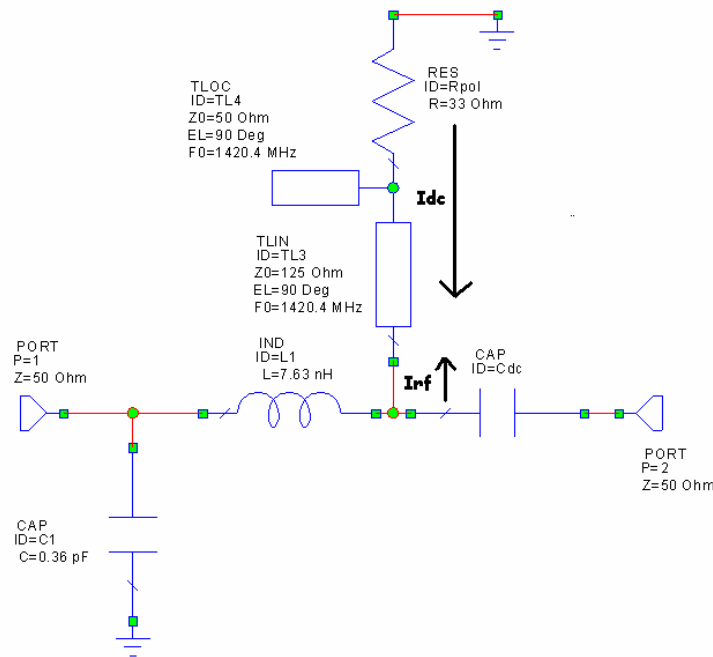 RES
ID=Rpol
R=33 Ohm
TLOC
ID=TL4
Z0=50 Ohm
EL=90 Deg
F0=1420.4 MHz
Idc
TLIN
ID=TL3
Z0=125 Ohm
EL=90 Deg
F0=1420.4 MHz
PORT
P=1
Z=50 Ohm
IND
ID=L1
L=7.63 nH
Irf
CAP
ID=Cdc
PORT
P=2
Z=50 Ohm
CAP
ID=C1
C=0.36 pF